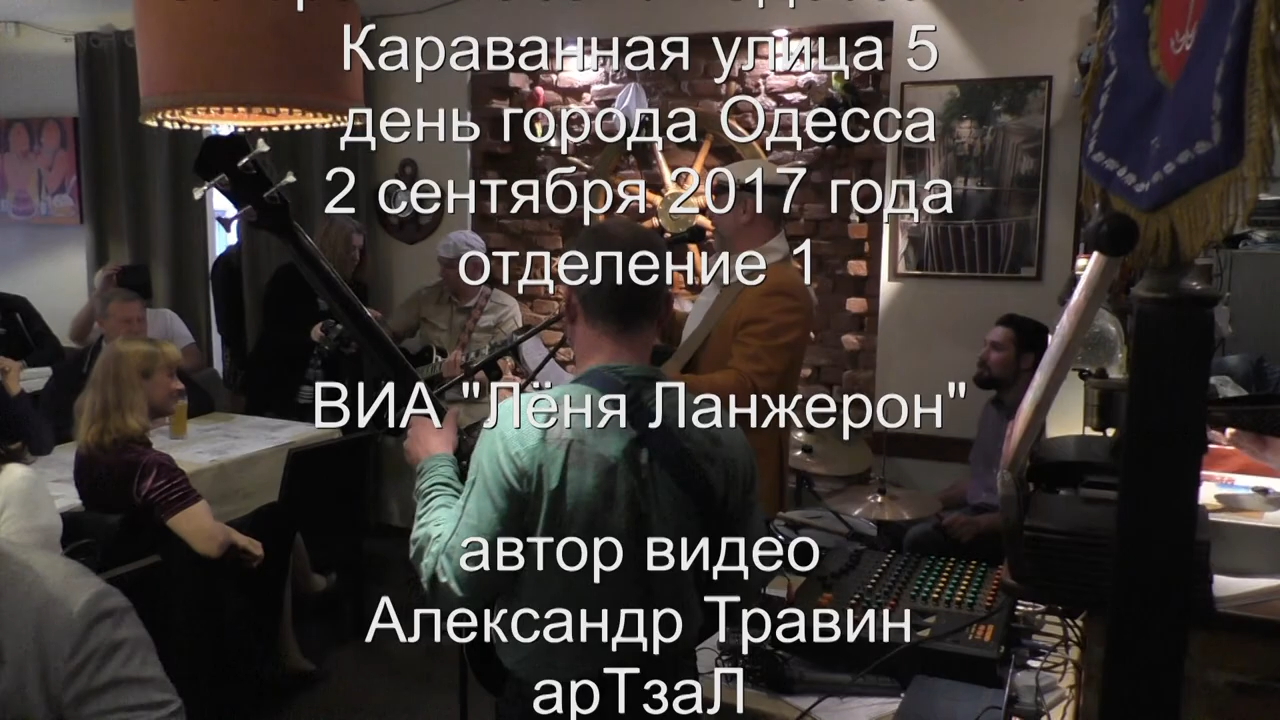 Караванная улица 5
день города Одесса
2 сентября 2017 года
отделение 1
ВИА "Лёня Ланжерон"
автор видео
Александр Травин
арТзаЛ